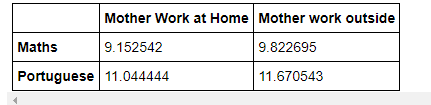 Mother Work at Home Mother work outside
Maths 9.152542 9.822695
Portuguese 11.044444 11.670543